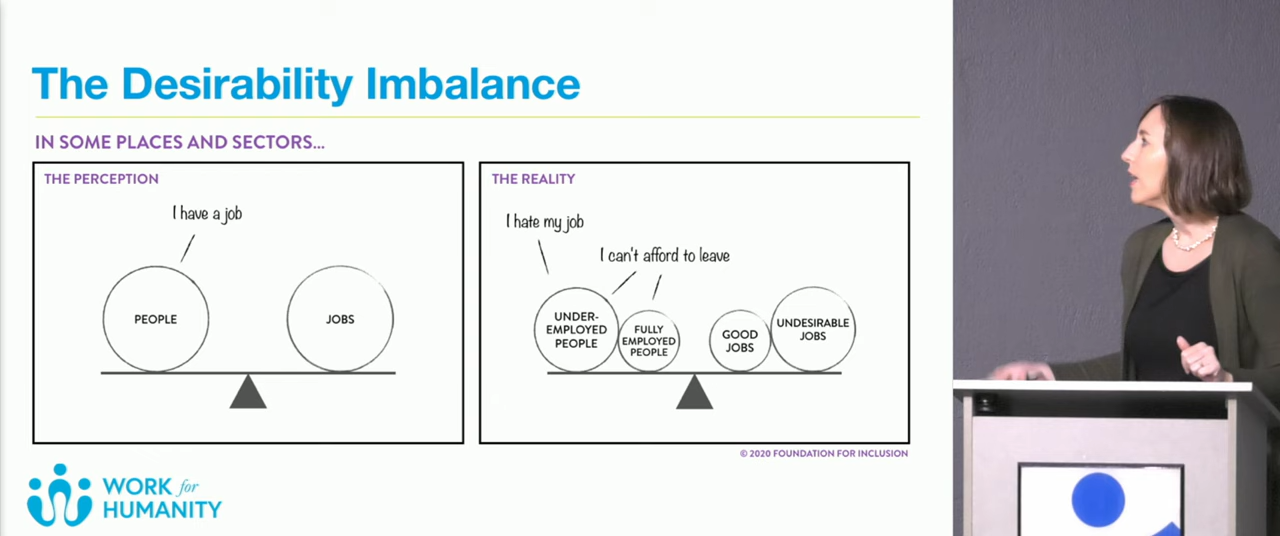 The Desirability Imbalance
IN SOME PLACES AND SECTORS...
THE PERCEPTION
I have a job
PEOPLE
JOBS
THE REALITY
I hate my job
I can't afford to leave
UNDER-
EMPLOYED
PEOPLE
FULLY
EMPLOYED
PEOPLE
GOOD
JOBS
UNDESIRABLE
JOBS
© 2020 FOUNDATION FOR INCLUSION
WORK for
HUMANITY